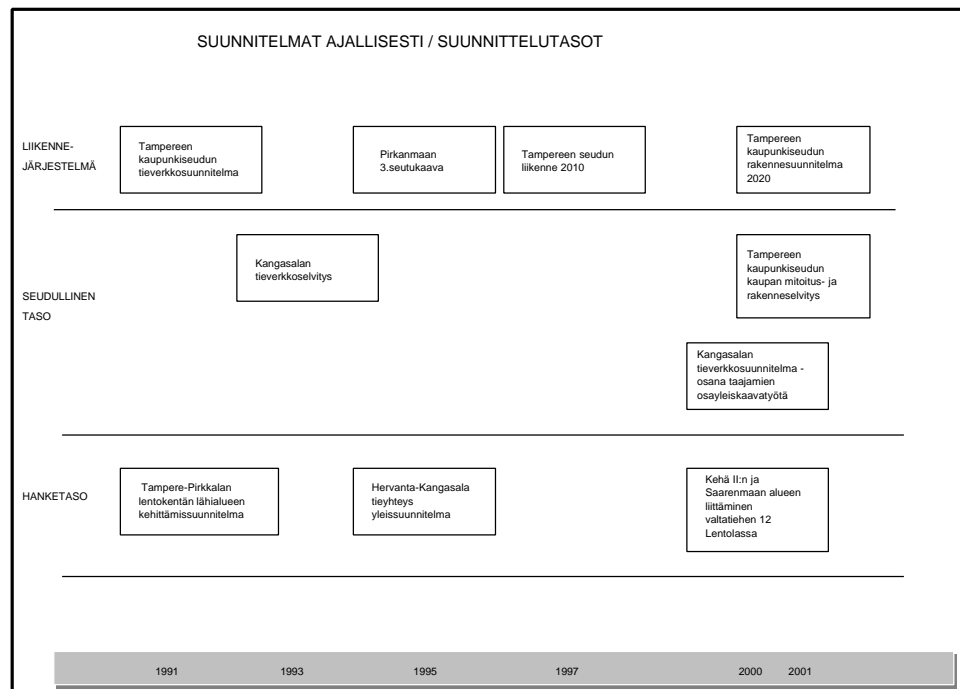 SUUNNITELMAT AJALLISESTI / SUUNNITTELUTASOT
LIIKENNE-
JÄRJESTELMÄ
Tampereen
kaupunkiseudun
tieverkkosuunnitelma
Pirkanmaan
3.seutukaava
Tampereen seudun
liikenne 2010
Tampereen
kaupunkiseudun
rakennesuunnitelma
2020
SEUDULLINEN
TASO
Kangasalan
tieverkkoselvitys
Tampereen
kaupunkiseudun
kaupan mitoitus- ja
rakenneselvitys
Kangasalan
tieverkkosuunnitelma -
osana taajamien
osayleiskaavatyötä
HANKETASO
Tampere-Pirkkalan
lentokentän lähialueen
kehittämissuunnitelma
Hervanta-Kangasala
tieyhteys
yleissuunnitelma
Kehä II:n ja
Saarenmaan alueen
liittäminen
valtatiehen 12
Lentolassa
1991 1993 1995 1997 2000 2001